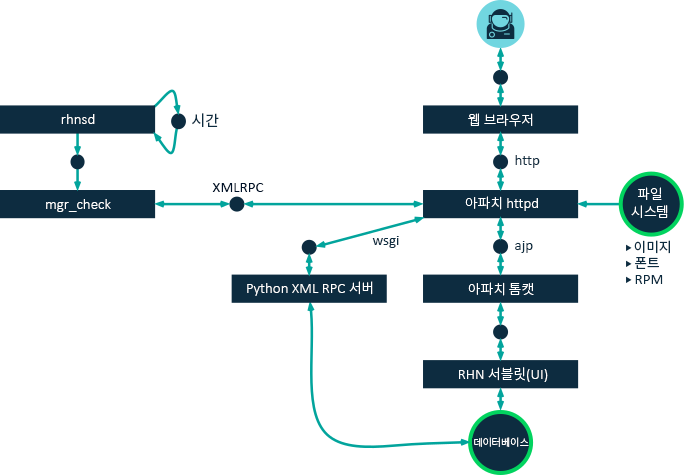 rhnsd
시간
웹 브라우저
http
mgr_check
XMLRPC
아파치 httpd
파일
시스템
wsgi
ajp
▸ 이미지
▸ 폰트
▸ RPM
Python XML RPC 서버
아파치 톰캣
RHN 서블릿(UI)
데이터베이스